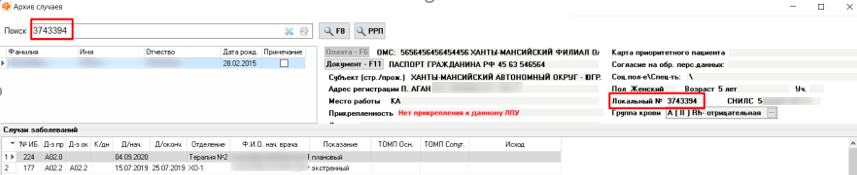 Архив случаев
Поиск 3743394 F8 РРП
Фамилия Имя Отчество Дата рожд. Примечание
28.02.2015
Оплата - F6 ОМС: 5656456456454456 ХАНТЫ-МАНСИЙСКИЙ ФИЛИАЛ О
Документ - F11 ПАСПОРТ ГРАЖДАНИНА РФ 45 63 546564
Субъект (стр./прож.) ХАНТЫ-МАНСИЙСКИЙ АВТОНОМНЫЙ ОКРУГ - ЮГР
Адрес регистрации П. АГАН
Место работы КА
Прикрепленность Нет прикрепления к данному ЛПУ
Карта приоритетного пациента
Согласие на обр. перс.данных:
Соц.пол-е\Спец-ть: \
Пол Женский Возраст 5 лет Уч.
Локальный № 3743394 СНИЛС 5
Группа крови A ( II ) Rh- отрицательная ...
Случаи заболеваний
№ ИБ Д-з пр Д-з ок К/дн Д/нач. Д/оконч. Отделение Ф.И.О. нач. врача Показание ТОМП Осн. ТОМП Сопут. Исход
1 224 A02.0 04.09.2020 Терапия №2 / плановый
2 177 A02.2 A02.2 15.07.2019 25.07.2019 ХО-1 / экстренный